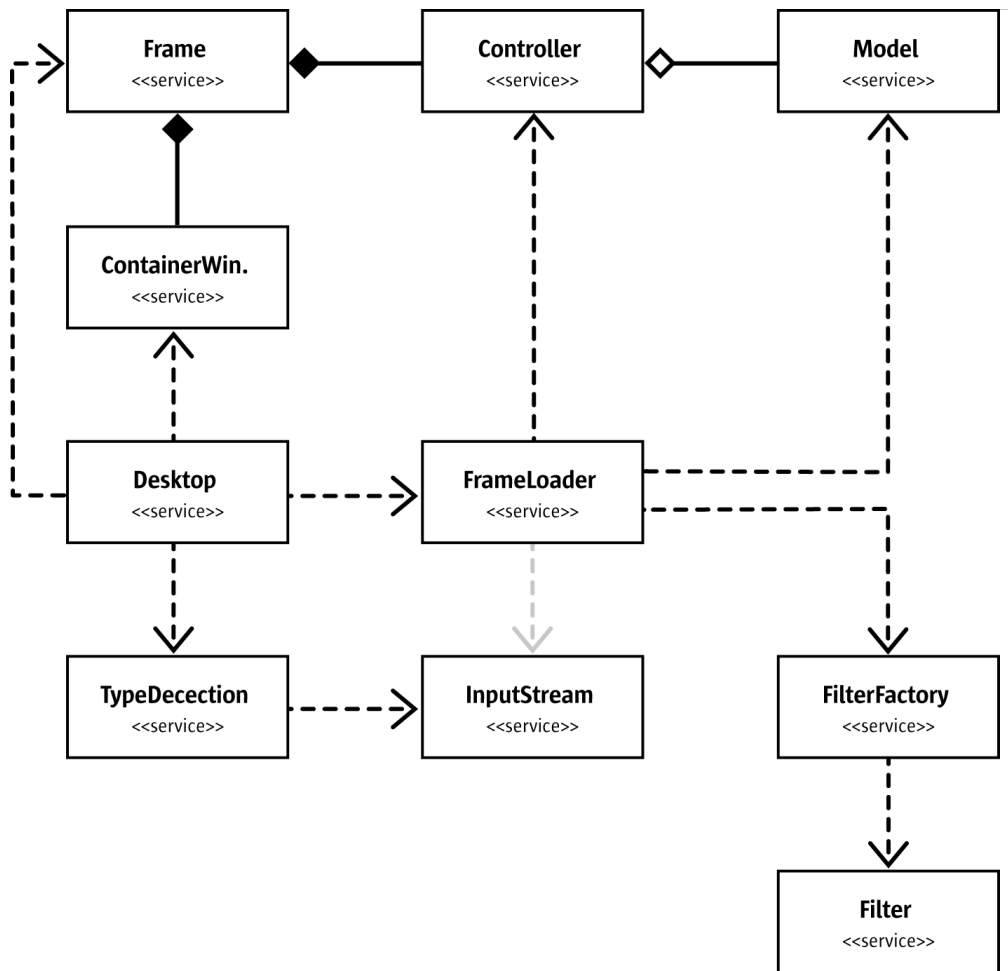 Frame
<<service>>
Controller
<<service>>
Model
<<service>>
ContainerWin.
<<service>>
Desktop
<<service>>
FrameLoader
<<service>>
TypeDecection
<<service>>
InputStream
<<service>>
FilterFactory
<<service>>
Filter
<<service>>